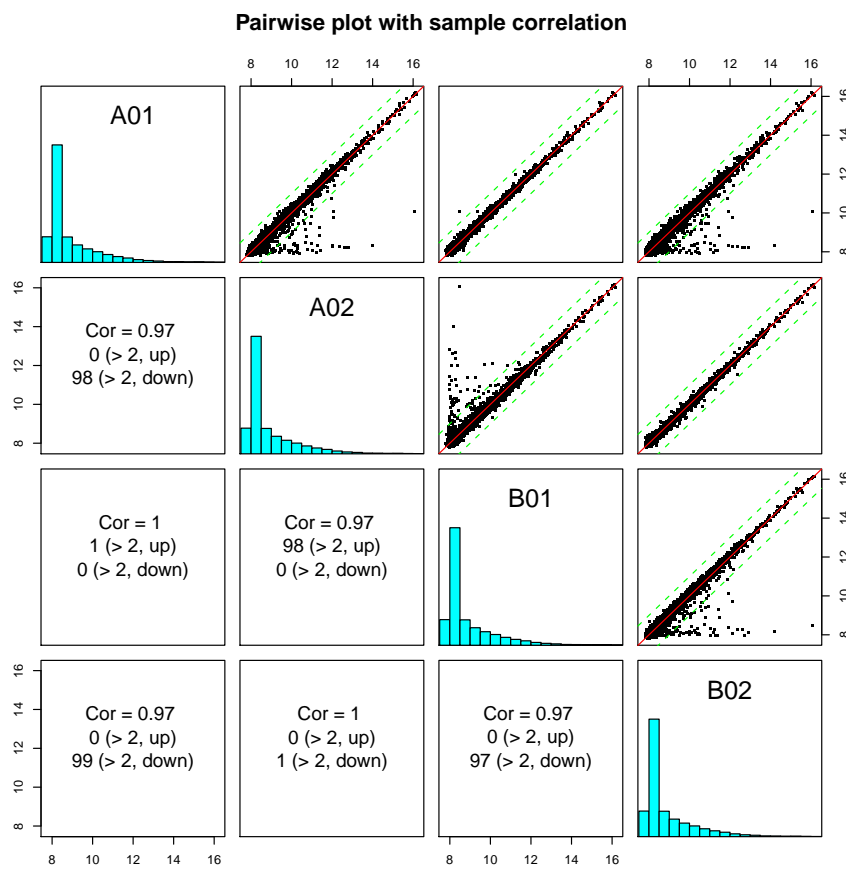 Pairwise plot with sample correlation
8 10 12 14 16
8 10 12 14 16
A01
8 10 12 14 16
8 10 12 14 16
Cor = 0.97
0 (> 2, up)
98 (> 2, down)
A02
Cor = 1
1 (> 2, up)
0 (> 2, down)
Cor = 0.97
98 (> 2, up)
0 (> 2, down)
B01
8 10 12 14 16
8 10 12 14 16
Cor = 0.97
0 (> 2, up)
99 (> 2, down)
Cor = 1
0 (> 2, up)
1 (> 2, down)
Cor = 0.97
0 (> 2, up)
97 (> 2, down)
B02
8 10 12 14 16
8 10 12 14 16